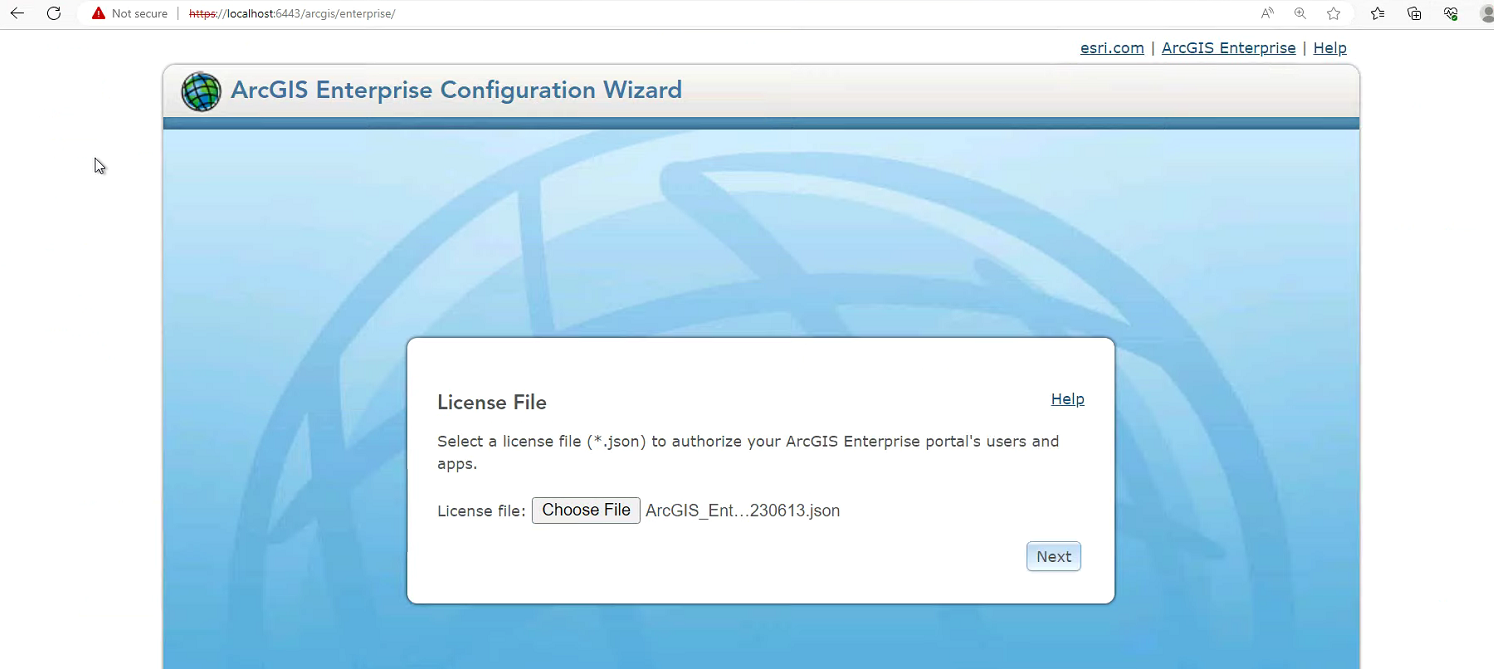 Not secure | https://localhost:6443/arcgis/enterprise/
esri.com | ArcGIS Enterprise | Help
ArcGIS Enterprise Configuration Wizard
License File
Help
Select a license file (*.json) to authorize your ArcGIS Enterprise portal's users and
apps.
License file: Choose File ArcGIS_Ent...230613.json
Next